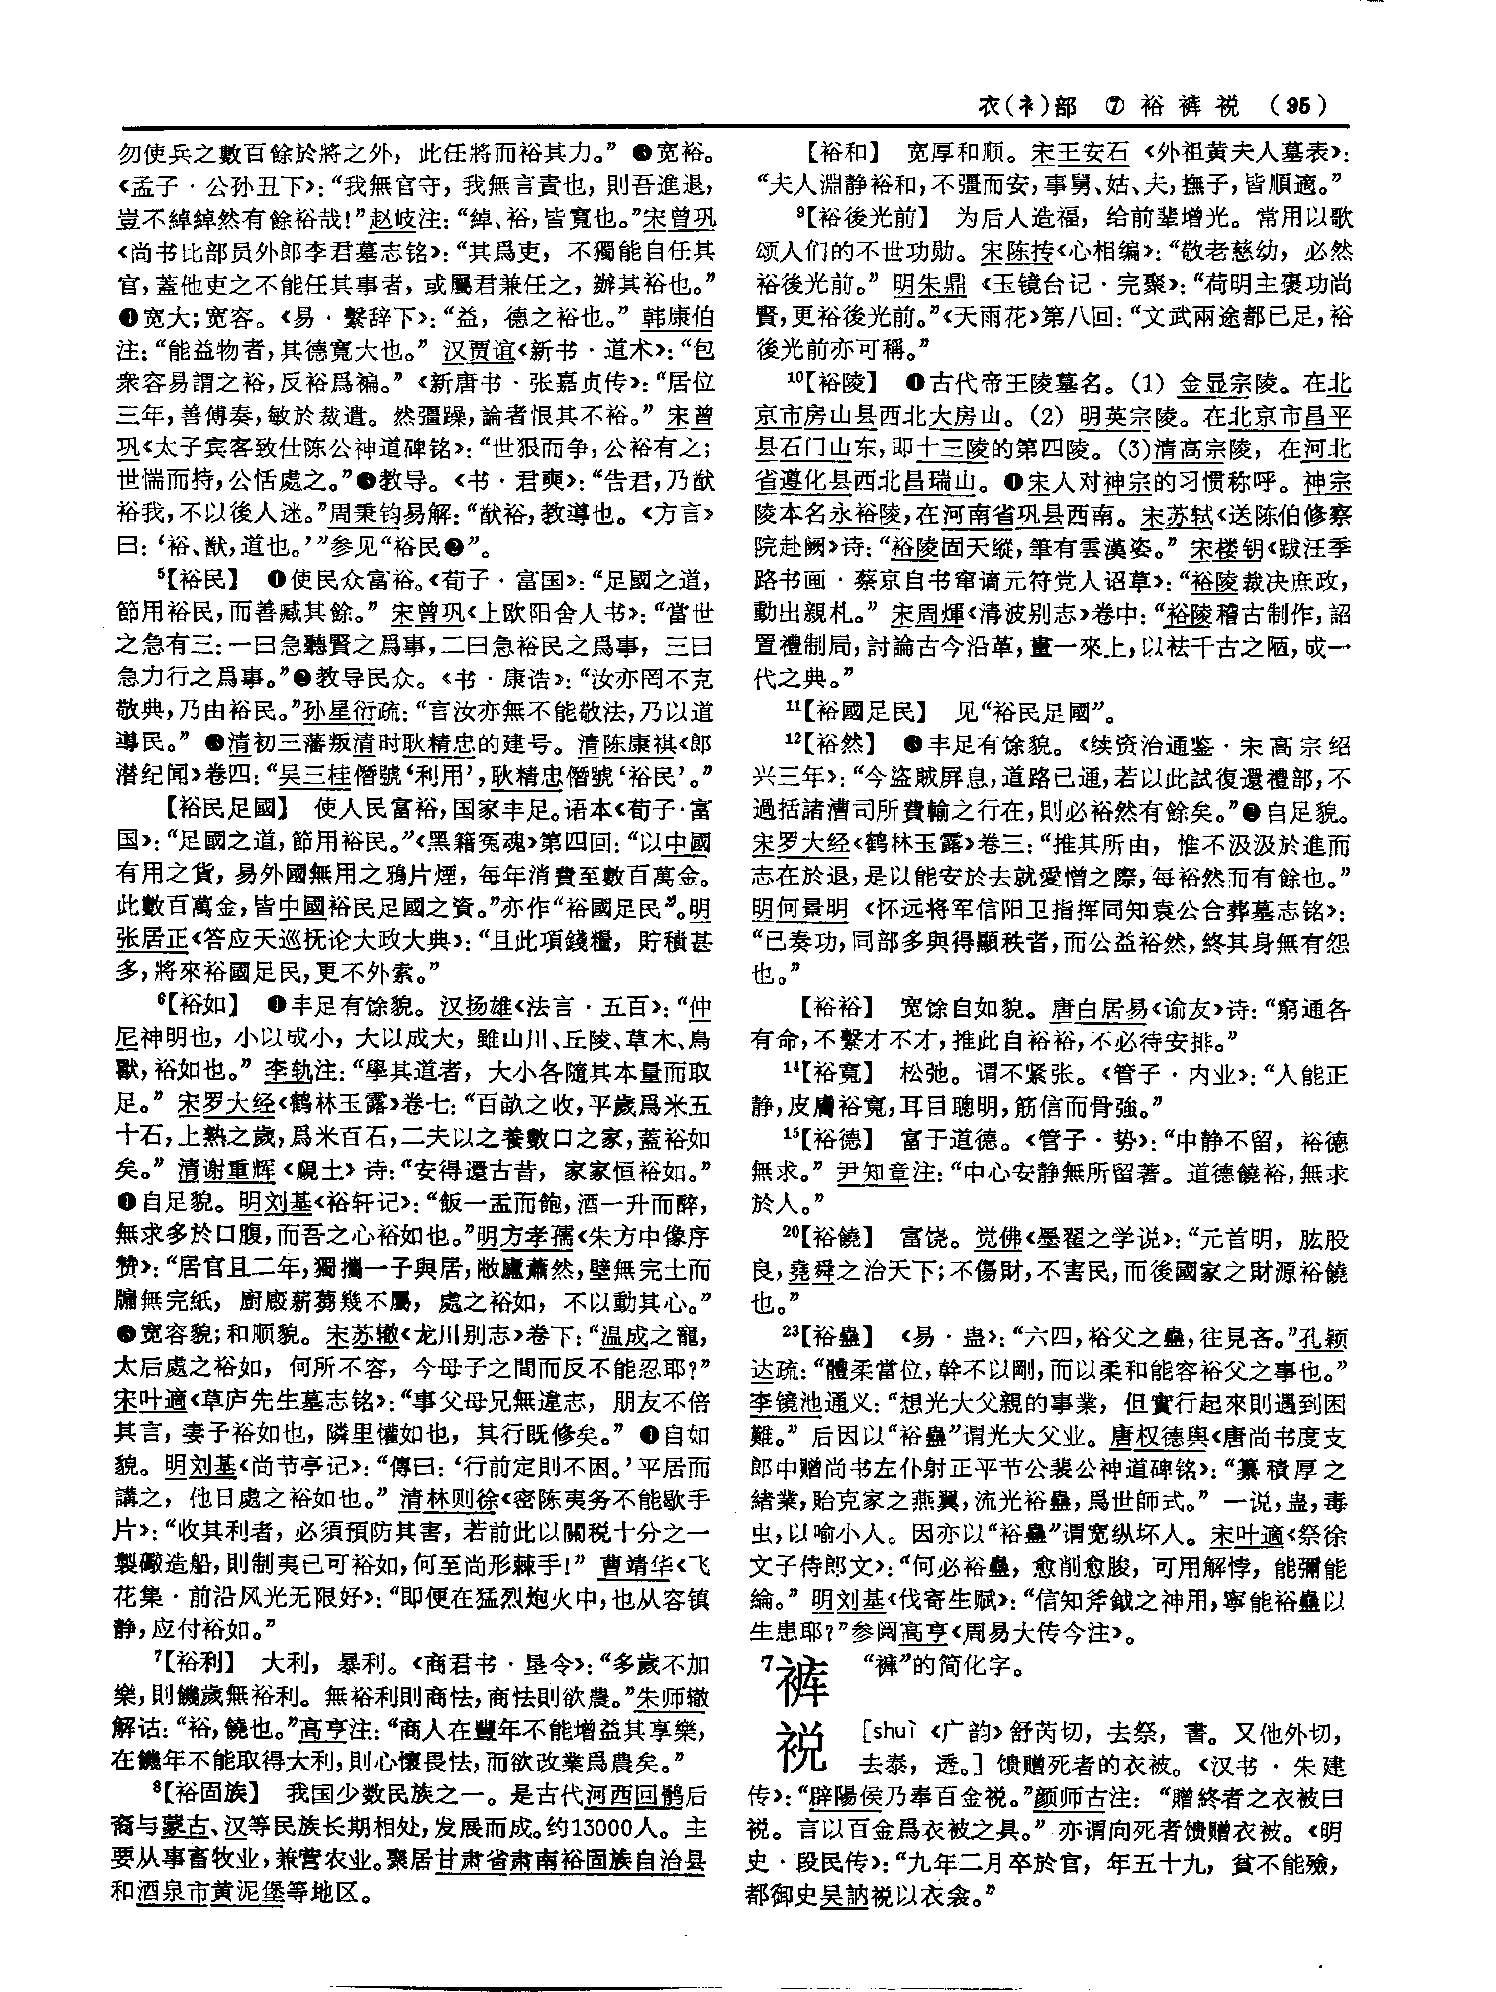 衣(衤)部 ⑦ 裕裤裞 (95)
勿使兵之數百餘於將之外，此任將而裕其力。”❸宽裕。
《孟子·公孙丑下》：“我無官守，我無言責也，則吾進退，
豈不綽綽然有餘裕哉！”赵岐注：“綽、裕，皆寬也。”宋曾巩
《尚书比部员外郎李君墓志铭》：“其爲吏，不獨能自任其
官，蓋他吏之不能任其事者，或屬君兼任之，辦其裕也。”
❹宽大；宽容。《易·繫辞下》：“益，德之裕也。”韩康伯
注：“能益物者，其德寬大也。”汉贾谊《新书·道术》：“包
衆容易謂之裕，反裕爲褊。”《新唐书·张嘉贞传》：“居位
三年，善傅奏，敏於裁遣。然彊躁，論者恨其不裕。”宋曾
巩《太子宾客致仕陈公神道碑铭》：“世狠而争，公裕有之；
世惴而持，公恬處之。”❺教导。《书·君奭》：“告君，乃猷
裕我，不以後人迷。”周秉钧易解：“猷裕，教導也。《方言》
曰：‘裕、猷，道也。’”参见“裕民❷”。
⁵【裕民】 ❶使民众富裕。《荀子·富国》：“足國之道，
節用裕民，而善臧其餘。”宋曾巩《上欧阳舍人书》：“當世
之急有三：一曰急聽賢之爲事，二曰急裕民之爲事，三曰
急力行之爲事。”❷教导民众。《书·康诰》：“汝亦罔不克
敬典，乃由裕民。”孙星衍疏：“言汝亦無不能敬法，乃以道
導民。”❸清初三藩叛清时耿精忠的建号。清陈康祺《郎
潜纪闻》卷四：“吴三桂僭號‘利用’，耿精忠僭號‘裕民’。”
【裕民足國】 使人民富裕，国家丰足。语本《荀子·富
国》：“足國之道，節用裕民。”《黑籍冤魂》第四回：“以中國
有用之貨，易外國無用之鴉片煙，每年消費至數百萬金。
此數百萬金，皆中國裕民足國之資。”亦作“裕國足民”。明
张居正《答应天巡抚论大政大典》：“且此項錢糧，貯積甚
多，將來裕國足民，更不外索。”
⁶【裕如】 ❶丰足有馀貌。汉扬雄《法言·五百》：“仲
尼神明也，小以成小，大以成大，雖山川、丘陵、草木、鳥
獸，裕如也。”李轨注：“學其道者，大小各隨其本量而取
足。”宋罗大经《鹤林玉露》卷七：“百畝之收，平歲爲米五
十石，上熟之歲，爲米百石，二夫以之養數口之家，蓋裕如
矣。”清谢重辉《覞土》诗：“安得還古昔，家家恒裕如。”
❷自足貌。明刘基《裕轩记》：“飯一盂而飽，酒一升而醉，
無求多於口腹，而吾之心裕如也。”明方孝孺《朱方中像序
赞》：“居官且二年，獨攜一子與居，敝廬蕭然，壁無完土而
牖無完紙，廚廄薪芻幾不屬，處之裕如，不以動其心。”
❸宽容貌；和顺貌。宋苏辙《龙川别志》卷下：“温成之寵，
太后處之裕如，何所不容，今母子之間而反不能忍耶？”
宋叶適《草庐先生墓志铭》：“事父母兄無違志，朋友不倍
其言，妻子裕如也，隣里懽如也，其行既修矣。”❹自如
貌。明刘基《尚节亭记》：“傳曰：‘行前定則不困。’平居而
講之，他日處之裕如也。”清林则徐《密陈夷务不能歇手
片》：“收其利者，必須預防其害，若前此以關税十分之一
製礮造船，則制夷已可裕如，何至尚形棘手！”曹靖华《飞
花集·前沿风光无限好》：“即便在猛烈炮火中，也从容镇
静，应付裕如。”
⁷【裕利】 大利，暴利。《商君书·垦令》：“多歲不加
樂，則饑歲無裕利。無裕利則商怯，商怯則欲農。”朱师辙
解诂：“裕，饒也。”高亨注：“商人在豐年不能增益其享樂，
在饑年不能取得大利，則心懷畏怯，而欲改業爲農矣。”
⁸【裕固族】 我国少数民族之一。是古代河西回鹘后
裔与蒙古、汉等民族长期相处，发展而成。约13000人。主
要从事畜牧业，兼营农业。聚居甘肃省肃南裕固族自治县
和酒泉市黄泥堡等地区。
【裕和】 宽厚和顺。宋王安石《外祖黄夫人墓表》：
“夫人淵静裕和，不彊而安，事舅、姑、夫，撫子，皆順適。”
⁹【裕後光前】 为后人造福，给前辈增光。常用以歌
颂人们的不世功勋。宋陈抟《心相编》：“敬老慈幼，必然
裕後光前。”明朱鼎《玉镜台记·完聚》：“荷明主褒功尚
賢，更裕後光前。”《天雨花》第八回：“文武兩途都已足，裕
後光前亦可稱。”
¹⁰【裕陵】 ❶古代帝王陵墓名。(1)金显宗陵。在北
京市房山县西北大房山。(2)明英宗陵。在北京市昌平
县石门山东，即十三陵的第四陵。(3)清高宗陵，在河北
省遵化县西北昌瑞山。❷宋人对神宗的习惯称呼。神宗
陵本名永裕陵，在河南省巩县西南。宋苏轼《送陈伯修察
院赴阙》诗：“裕陵固天縱，筆有雲漢姿。”宋楼钥《跋汪季
路书画·蔡京自书窜谪元符党人诏草》：“裕陵裁决庶政，
動出親札。”宋周煇《清波别志》卷中：“裕陵稽古制作，詔
置禮制局，討論古今沿革，畫一來上，以袪千古之陋，成一
代之典。”
¹¹【裕國足民】 见“裕民足國”。
¹²【裕然】 ❶丰足有馀貌。《续资治通鉴·宋高宗绍
兴三年》：“今盜賊屏息，道路已通，若以此試復還禮部，不
過括諸漕司所費輸之行在，則必裕然有餘矣。”❷自足貌。
宋罗大经《鹤林玉露》卷三：“推其所由，惟不汲汲於進而
志在於退，是以能安於去就愛憎之際，每裕然而有餘也。”
明何景明《怀远将军信阳卫指挥同知袁公合葬墓志铭》：
“已奏功，同部多與得顯秩者，而公益裕然，終其身無有怨
也。”
【裕裕】 宽馀自如貌。唐白居易《谕友》诗：“窮通各
有命，不繫才不才，推此自裕裕，不必待安排。”
¹⁴【裕寬】 松弛。谓不紧张。《管子·内业》：“人能正
静，皮膚裕寬，耳目聰明，筋信而骨強。”
¹⁵【裕德】 富于道德。《管子·势》：“中静不留，裕德
無求。”尹知章注：“中心安静無所留著。道德饒裕，無求
於人。”
²⁰【裕饒】 富饶。觉佛《墨翟之学说》：“元首明，肱股
良，堯舜之治天下；不傷財，不害民，而後國家之財源裕饒
也。”
²³【裕蠱】 《易·蛊》：“六四，裕父之蠱，往見吝。”孔颖
达疏：“體柔當位，幹不以剛，而以柔和能容裕父之事也。”
李镜池通义：“想光大父親的事業，但實行起來則遇到困
難。”后因以“裕蠱”谓光大父业。唐权德舆《唐尚书度支
郎中赠尚书左仆射正平节公裴公神道碑铭》：“纂積厚之
緒業，貽克家之燕翼，流光裕蠱，爲世師式。”一说，蛊，毒
虫，以喻小人。因亦以“裕蠱”谓宽纵坏人。宋叶適《祭徐
文子侍郎文》：“何必裕蠱，愈削愈朘，可用解悖，能彌能
綸。”明刘基《伐寄生赋》：“信知斧鉞之神用，寧能裕蠱以
生患耶？”参阅高亨《周易大传今注》。
⁷裤 “褲”的简化字。
裞 [shuì《广韵》舒芮切，去祭，書。又他外切，
去泰，透。]馈赠死者的衣被。《汉书·朱建
传》：“辟陽侯乃奉百金裞。”颜师古注：“贈終者之衣被曰
裞。言以百金爲衣被之具。”亦谓向死者馈赠衣被。《明
史·段民传》：“九年二月卒於官，年五十九，貧不能殮，
都御史吴訥裞以衣衾。”